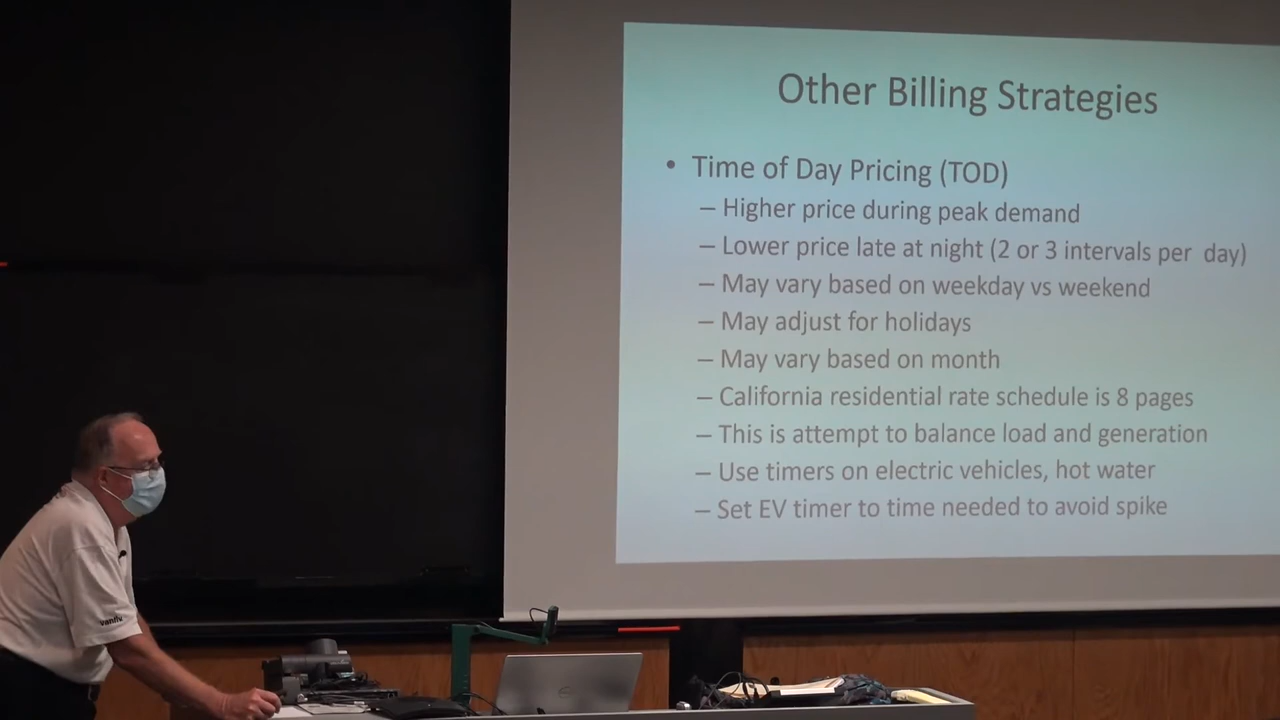 Other Billing Strategies
• Time of Day Pricing (TOD)
– Higher price during peak demand
– Lower price late at night (2 or 3 intervals per day)
– May vary based on weekday vs weekend
– May adjust for holidays
– May vary based on month
– California residential rate schedule is 8 pages
– This is attempt to balance load and generation
– Use timers on electric vehicles, hot water
– Set EV timer to time needed to avoid spike